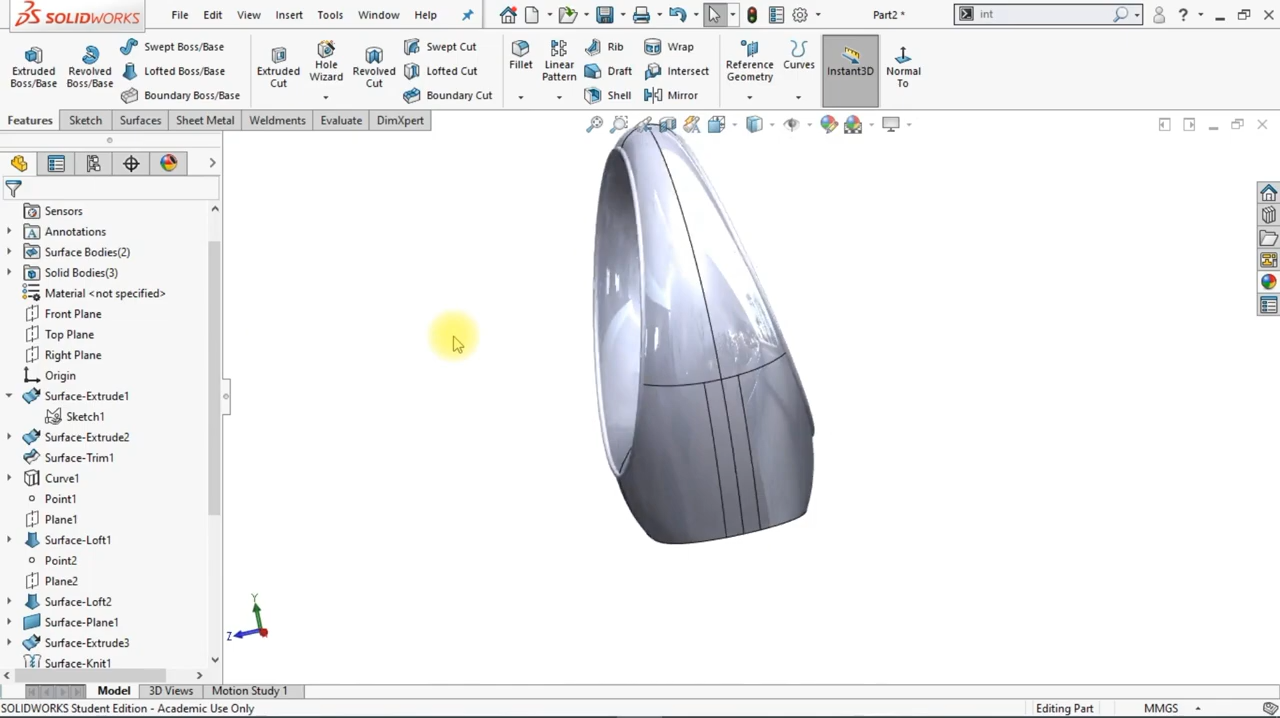 SOLIDWORKS File Edit View Insert Tools Window Help Part2 * int
Extruded Boss/Base Revolved Boss/Base Swept Boss/Base Lofted Boss/Base Boundary Boss/Base Extruded Cut Hole Wizard Revolved Cut Swept Cut Lofted Cut Boundary Cut Fillet Linear Pattern Rib Draft Shell Wrap Intersect Mirror Reference Geometry Curves Instant3D Normal To
Features Sketch Surfaces Sheet Metal Weldments Evaluate DimXpert
Sensors
Annotations
Surface Bodies(2)
Solid Bodies(3)
Material <not specified>
Front Plane
Top Plane
Right Plane
Origin
Surface-Extrude1
Sketch1
Surface-Extrude2
Surface-Trim1
Curve1
Point1
Plane1
Surface-Loft1
Point2
Plane2
Surface-Loft2
Surface-Plane1
Surface-Extrude3
Surface-Knit1
Y
Z
Model 3D Views Motion Study 1
SOLIDWORKS Student Edition - Academic Use Only Editing Part MMGS